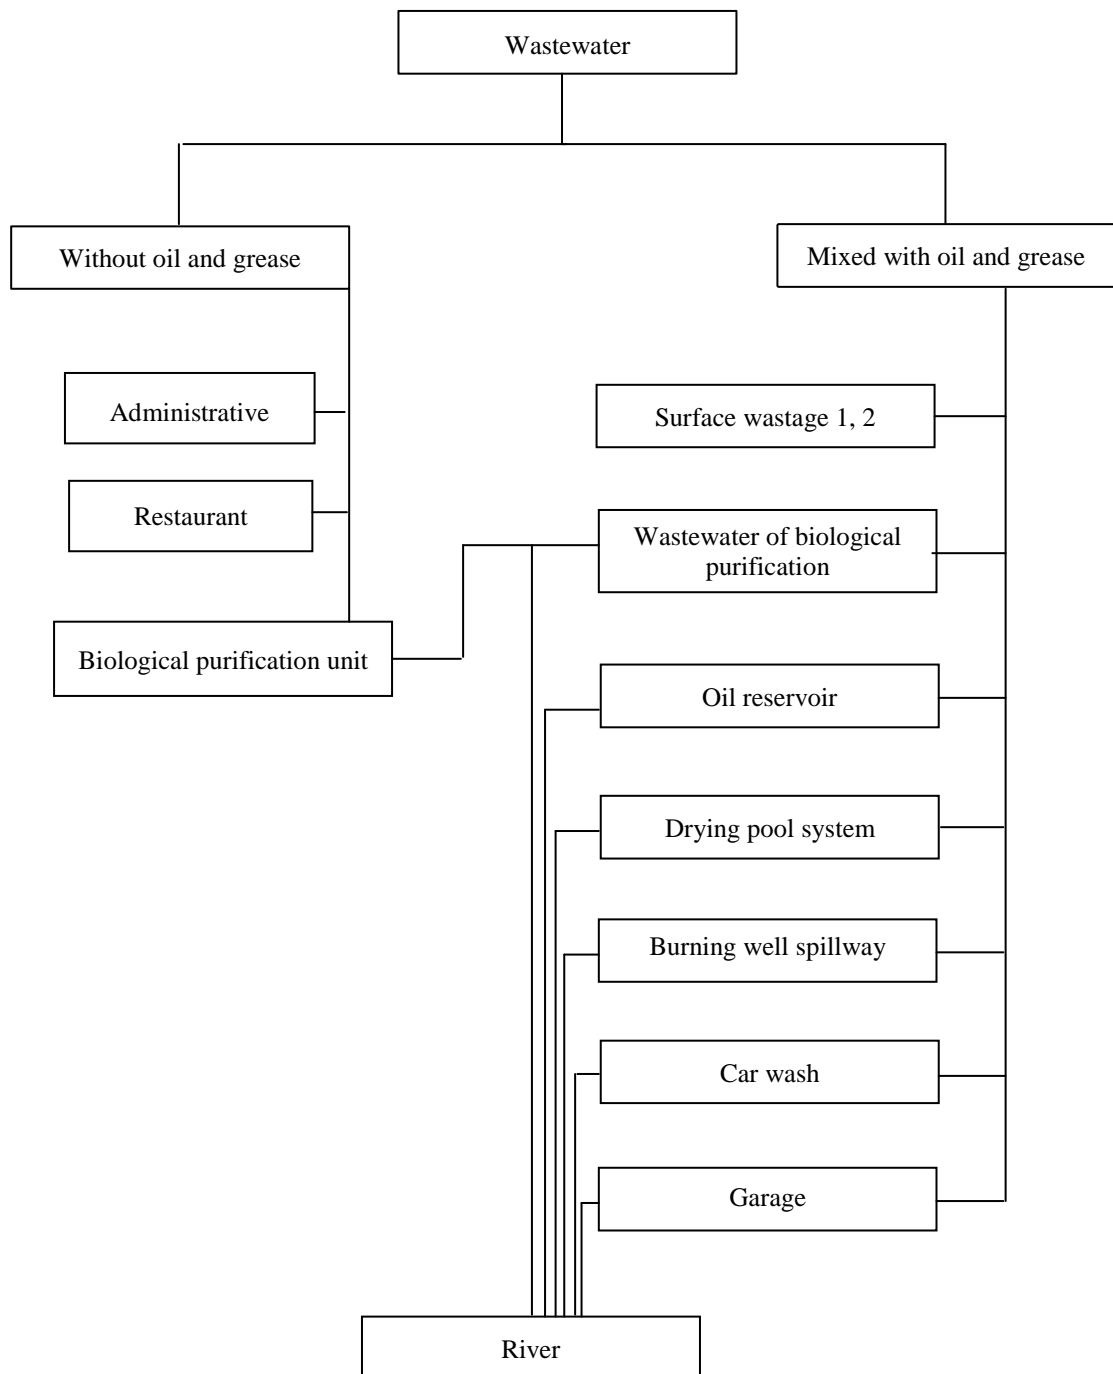 Wastewater
Without oil and grease
Mixed with oil and grease
Administrative
Surface wastage 1, 2
Restaurant
Wastewater of biological
purification
Biological purification unit
Oil reservoir
Drying pool system
Burning well spillway
Car wash
Garage
River